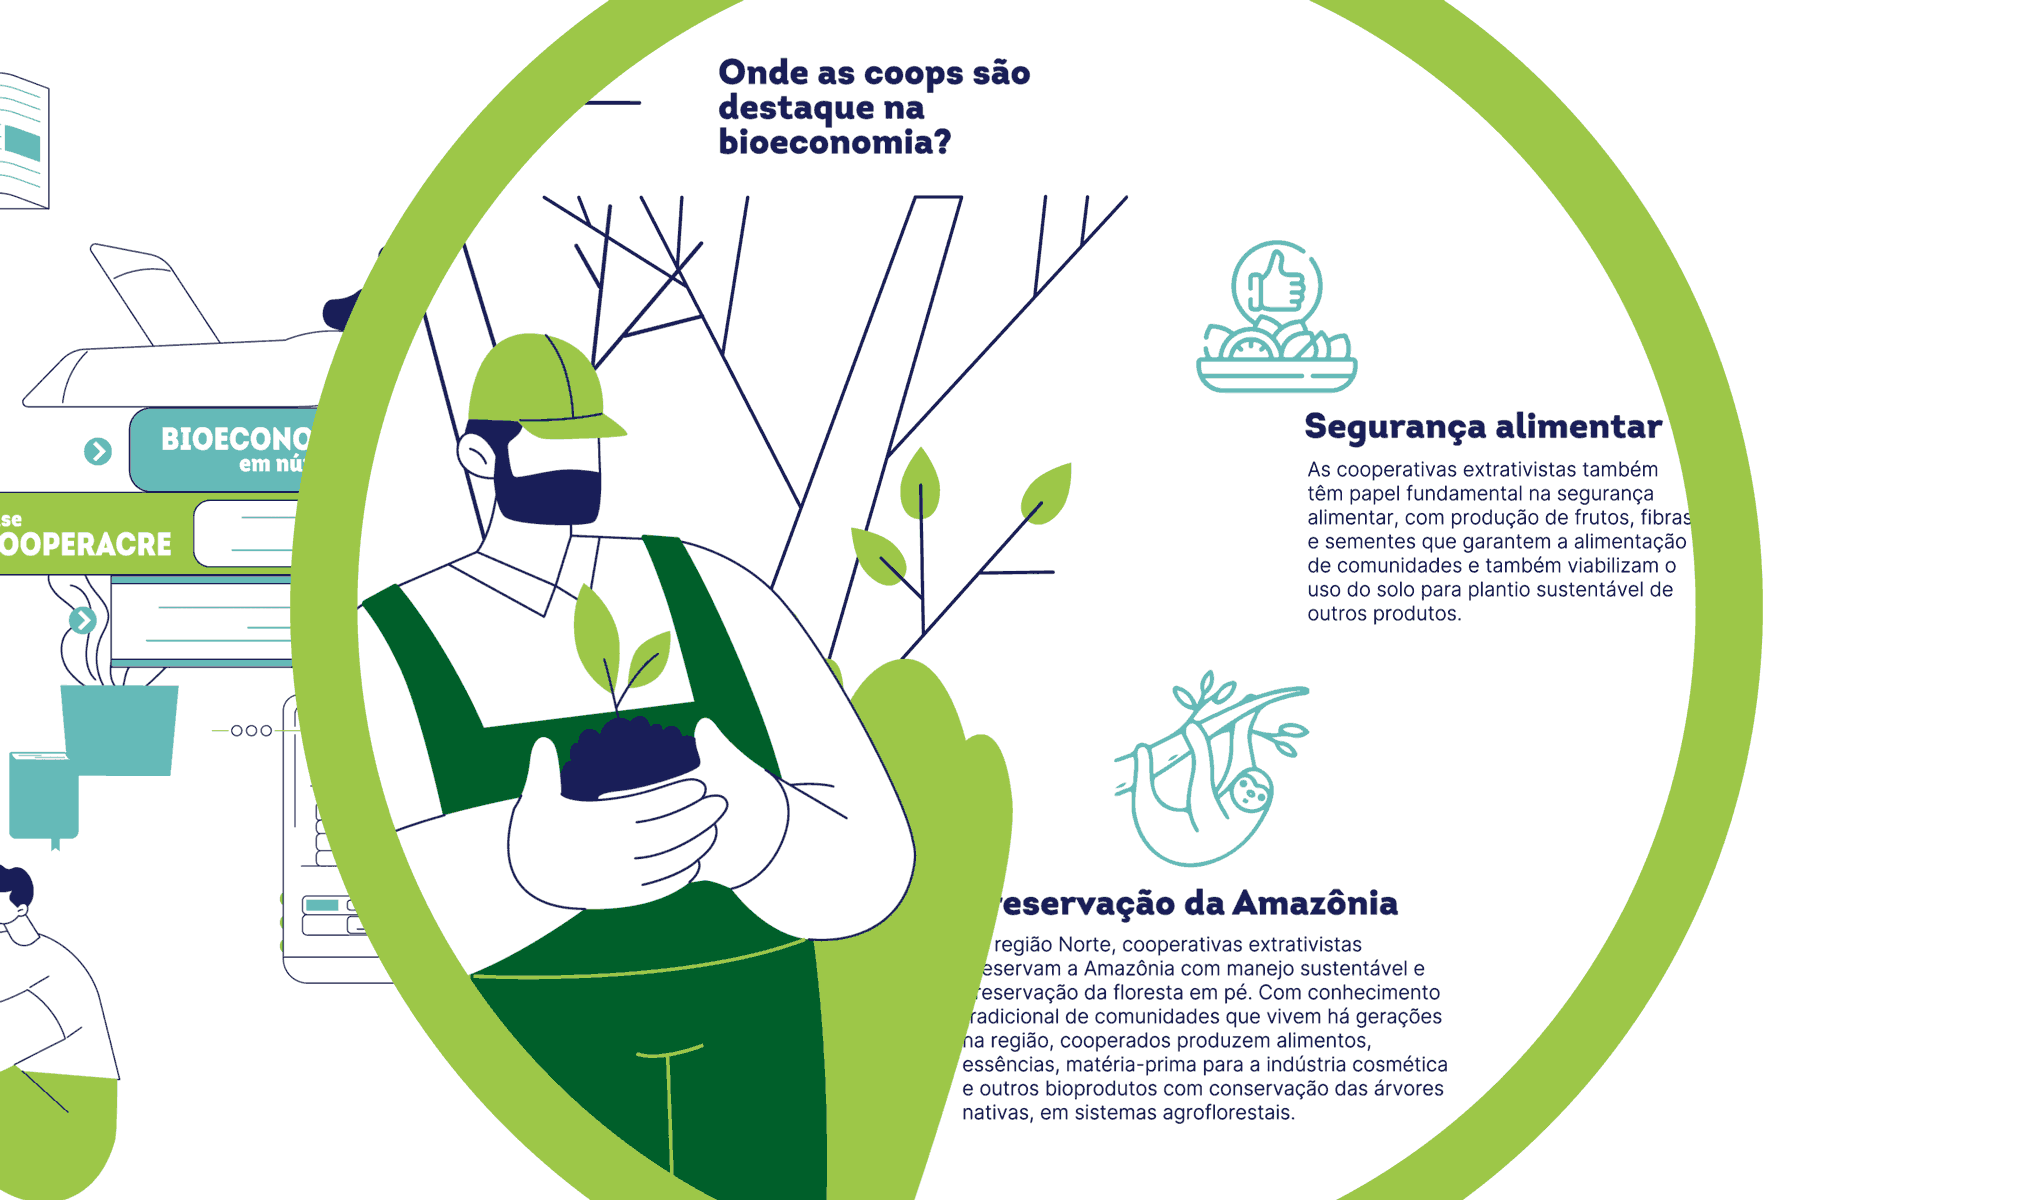 Onde as coops são
destaque na
bioeconomia?
Segurança alimentar
As cooperativas extrativistas também
têm papel fundamental na segurança
alimentar, com produção de frutos, fibras
e sementes que garantem a alimentação
de comunidades e também viabilizam o
uso do solo para plantio sustentável de
outros produtos.
eservação da Amazônia
região Norte, cooperativas extrativistas
eservam a Amazônia com manejo sustentável e
reservação da floresta em pé. Com conhecimento
radicional de comunidades que vivem há gerações
na região, cooperados produzem alimentos,
essências, matéria-prima para a indústria cosmética
e outros bioprodutos com conservação das árvores
nativas, em sistemas agroflorestais.
BIOECONO
em nú
se
OOPERACRE